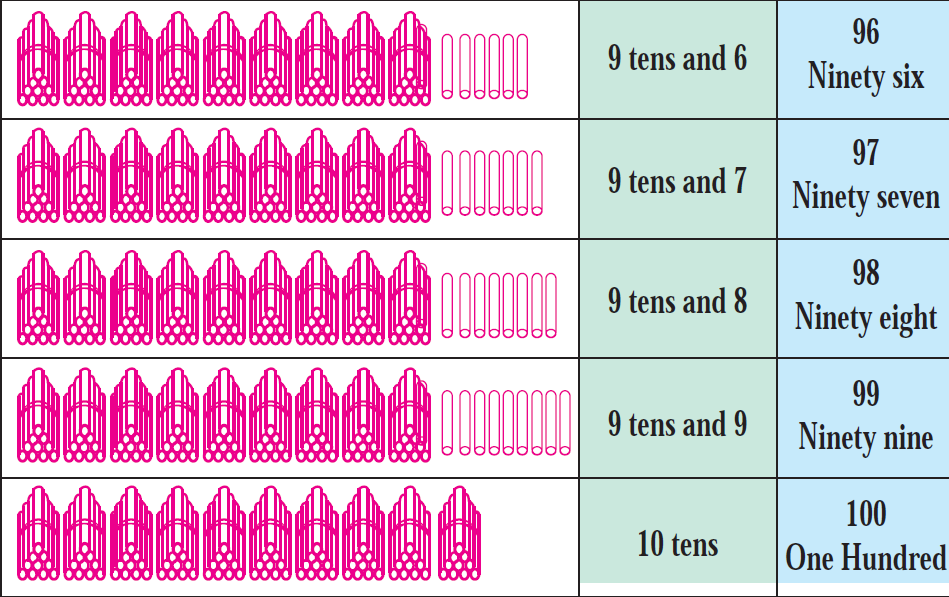 9 tens and 6
96
Ninety six
9 tens and 7
97
Ninety seven
9 tens and 8
98
Ninety eight
9 tens and 9
99
Ninety nine
10 tens
100
One Hundred